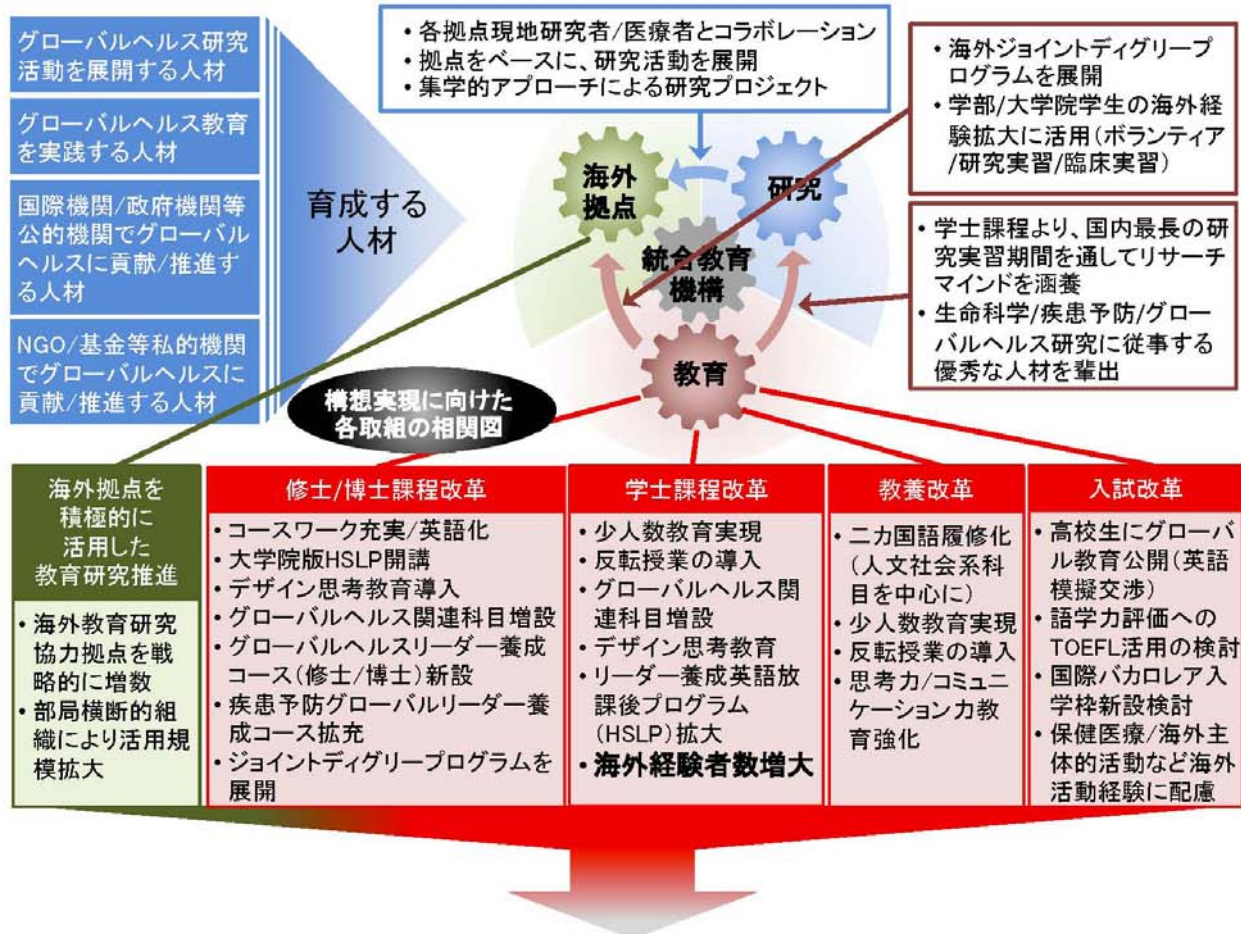 グローバルヘルス研究
活動を展開する人材
グローバルヘルス教育
を実践する人材
国際機関/政府機関等
公的機関でグローバル
ヘルスに貢献/推進す
る人材
NGO/基金等私的機関
でグローバルヘルスに
貢献/推進する人材
育成する
人材
• 各拠点現地研究者/医療者とコラボレーション
• 拠点をベースに、研究活動を展開
• 集学的アプローチによる研究プロジェクト
海外
拠点
研究
統合教育
機構
教育
• 海外ジョイントディグリープ
ログラムを展開
• 学部/大学院学生の海外経
験拡大に活用(ボランティア
/研究実習/臨床実習)
• 学士課程より、国内最長の研
究実習期間を通してリサーチ
マインドを涵養
• 生命科学/疾患予防/グロー
バルヘルス研究に従事する
優秀な人材を輩出
構想実現に向けた
各取組の相関図
海外拠点を
積極的に
活用した
教育研究推進
• 海外教育研究
協力拠点を戦
略的に増数
• 部局横断的組
織により活用規
模拡大
修士/博士課程改革
• コースワーク充実/英語化
• 大学院版HSLP開講
• デザイン思考教育導入
• グローバルヘルス関連科目増設
• グローバルヘルスリーダー養成
コース(修士/博士)新設
• 疾患予防グローバルリーダー養
成コース拡充
• ジョイントディグリープログラムを
展開
学士課程改革
• 少人数教育実現
• 反転授業の導入
• グローバルヘルス関
連科目増設
• デザイン思考教育
• リーダー養成英語放
課後プログラム
(HSLP)拡大
• 海外経験者数増大
教養改革
• 二カ国語履修化
(人文社会系科
目を中心に)
• 少人数教育実現
• 反転授業の導入
• 思考力/コミュニ
ケーション力教
育強化
入試改革
• 高校生にグローバ
ル教育公開(英語
模擬交渉)
• 語学力評価への
TOEFL活用の検討
• 国際バカロレア入
学枠新設検討
• 保健医療/海外主
体的活動など海外
活動経験に配慮